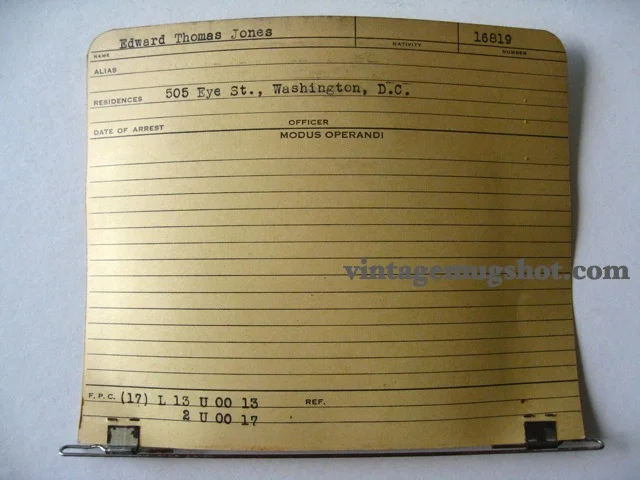 Edward Thomas Jones 16819
NAME NATIVITY NUMBER
ALIAS
RESIDENCES 505 Eye St., Washington, D.C.
DATE OF ARREST OFFICER
MODUS OPERANDI
vintagemugshot.com
F.P.C. (17) L 13 U 00 13 REF.
2 U 00 17